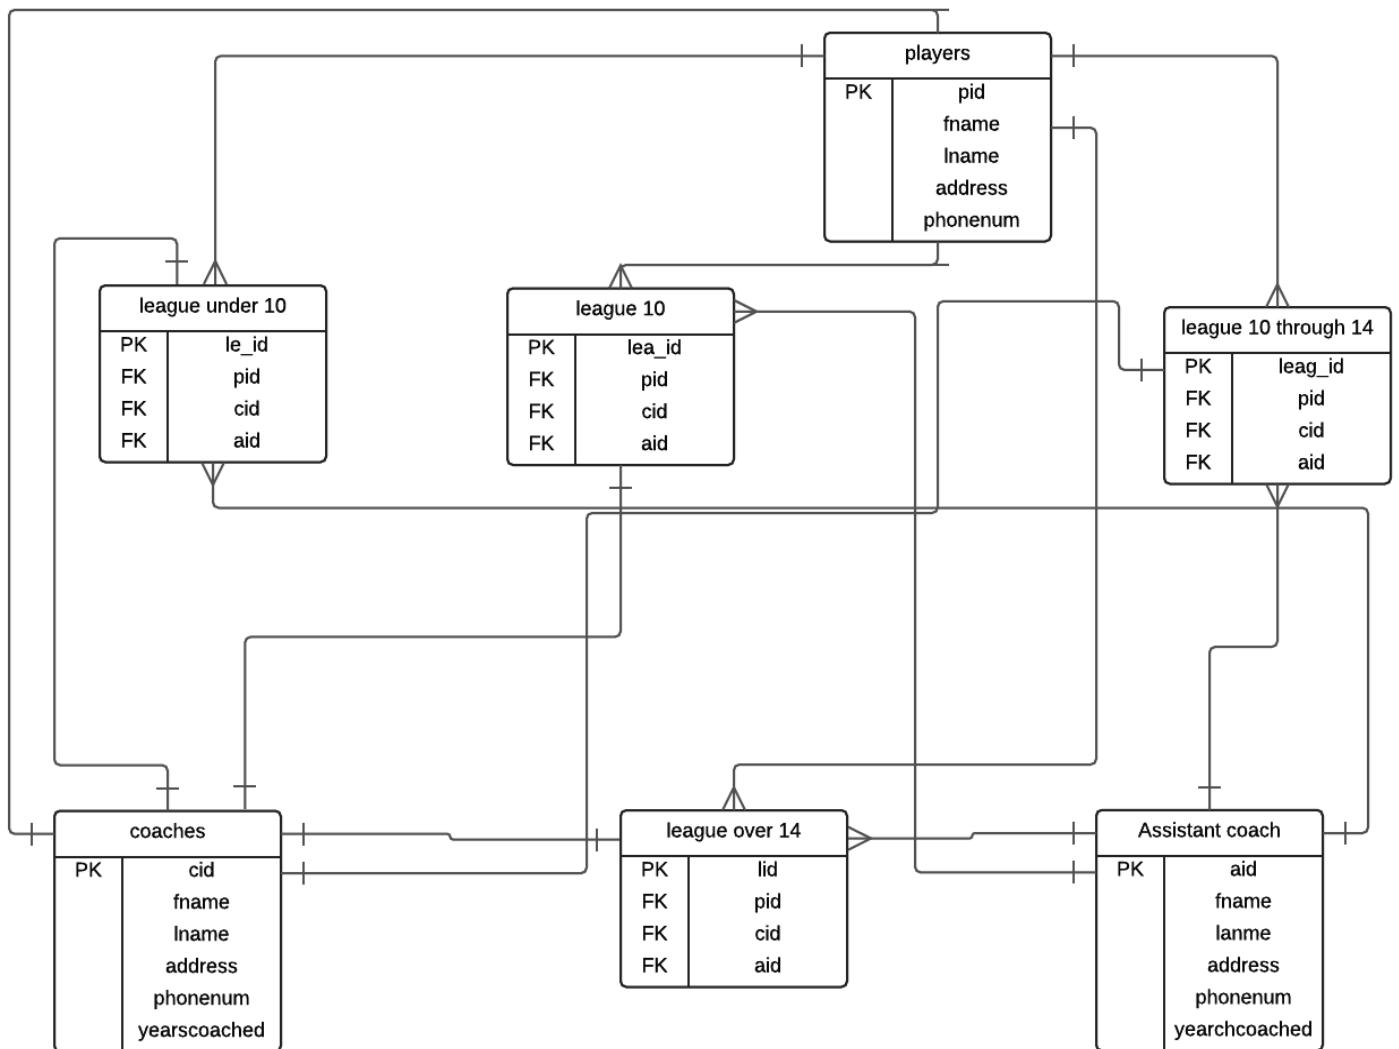 players
PK pid
fname
lname
address
phonenum
league under 10
PK le_id
FK pid
FK cid
FK aid
league 10
PK lea_id
FK pid
FK cid
FK aid
league 10 through 14
PK leag_id
FK pid
FK cid
FK aid
coaches
PK cid
fname
lname
address
phonenum
yearscoached
league over 14
PK lid
FK pid
FK cid
FK aid
Assistant coach
PK aid
fname
lanme
address
phonenum
yearchcoached